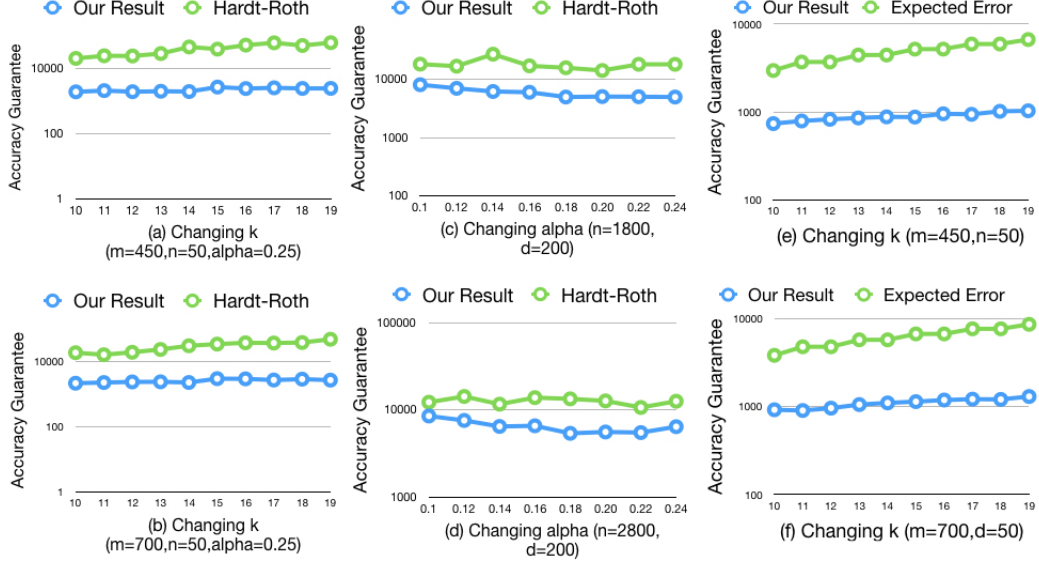 Our Result Hardt-Roth
Accuracy Guarantee
10000
100
1
10 11 12 13 14 15 16 17 18 19
(a) Changing k
(m=450,n=50,alpha=0.25)
Our Result Hardt-Roth
Accuracy Guarantee
10000
1000
100
0.1 0.12 0.14 0.16 0.18 0.20 0.22 0.24
(c) Changing alpha (n=1800,
d=200)
Our Result Expected Error
Accuracy Guarantee
10000
1000
100
10 11 12 13 14 15 16 17 18 19
(e) Changing k (m=450,n=50)
Our Result Hardt-Roth
Accuracy Guarantee
10000
100
1
10 11 12 13 14 15 16 17 18 19
(b) Changing k
(m=700,n=50,alpha=0.25)
Our Result Hardt-Roth
Accuracy Guarantee
100000
10000
1000
0.1 0.12 0.14 0.16 0.18 0.20 0.22 0.24
(d) Changing alpha (n=2800,
d=200)
Our Result Expected Error
Accuracy Guarantee
10000
1000
100
10 11 12 13 14 15 16 17 18 19
(f) Changing k (m=700,d=50)